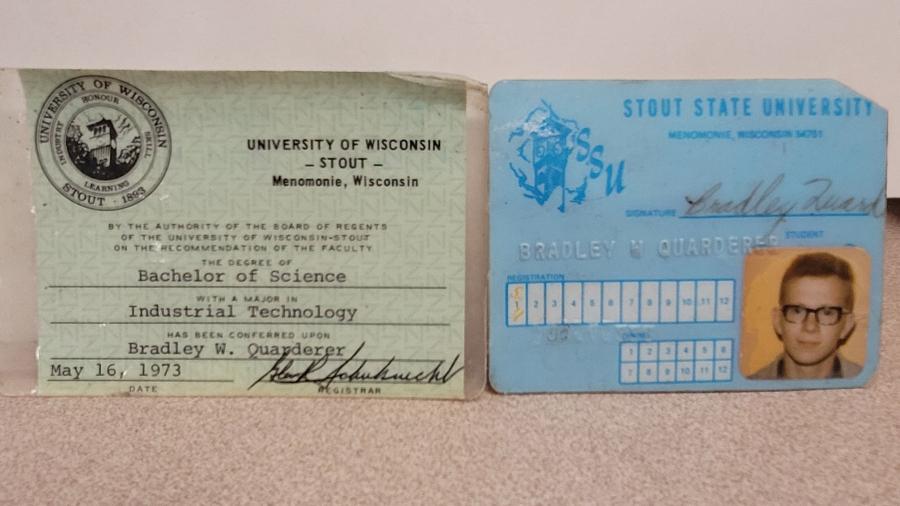 UNIVERSITY OF WISCONSIN
HONOUR
INDUSTRY
SKILL
LEARNING
STOUT · 1893
UNIVERSITY OF WISCONSIN
– STOUT –
Menomonie, Wisconsin
BY THE AUTHORITY OF THE BOARD OF REGENTS
OF THE UNIVERSITY OF WISCONSIN-STOUT
ON THE RECOMMENDATION OF THE FACULTY
THE DEGREE OF
Bachelor of Science
WITH A MAJOR IN
Industrial Technology
HAS BEEN CONFERRED UPON
Bradley W. Quarderer
May 16, 1973
DATE
REGISTRAR
STOUT STATE UNIVERSITY
MENOMONIE, WISCONSIN 54751
SSU
SIGNATURE Bradley Quard
STUDENT
BRADLEY W QUARDERER
REGISTRATION
1 2 3 4 5 6 7 8 9 10 11 12
1 2 3 4 5 6
7 8 9 10 11 12